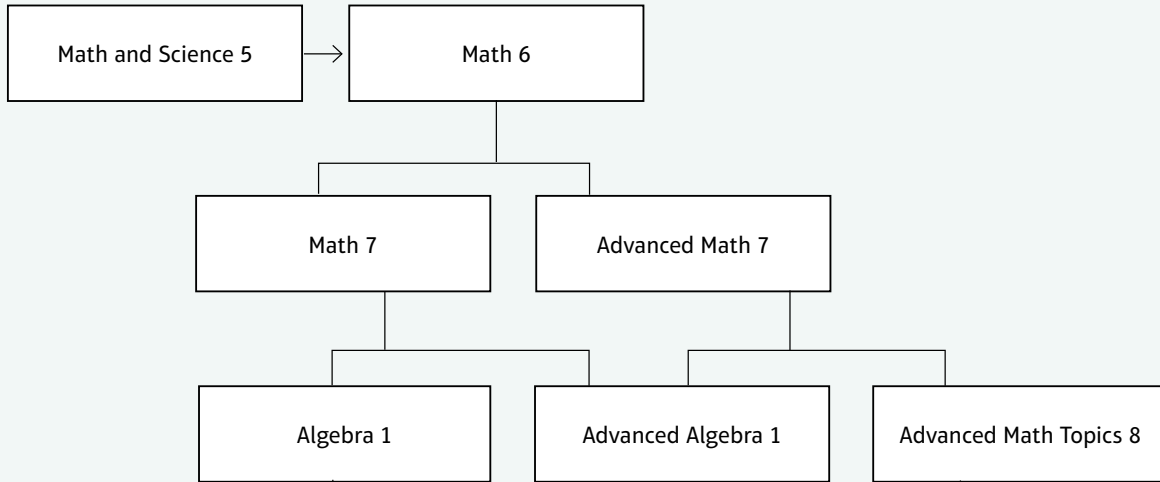 Math and Science 5
Math 6
Math 7
Advanced Math 7
Algebra 1
Advanced Algebra 1
Advanced Math Topics 8